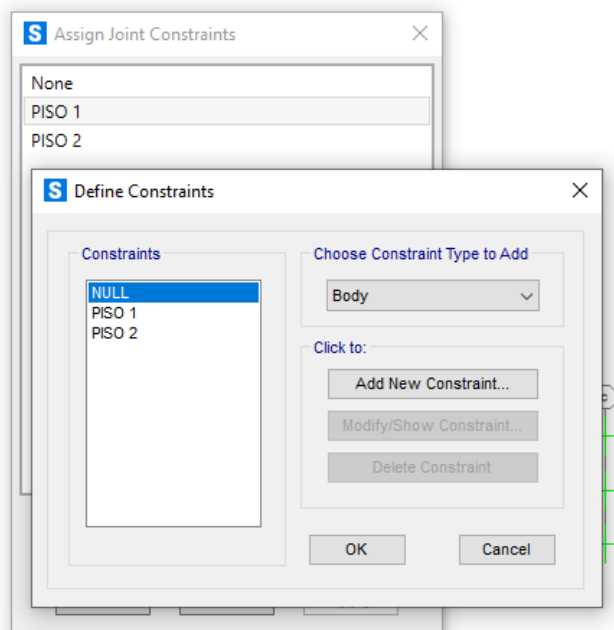 S Assign Joint Constraints
None
PISO 1
PISO 2
S Define Constraints
Constraints
NULL
PISO 1
PISO 2
Choose Constraint Type to Add
Body
Click to:
Add New Constraint...
Modify/Show Constraint...
Delete Constraint
OK
Cancel